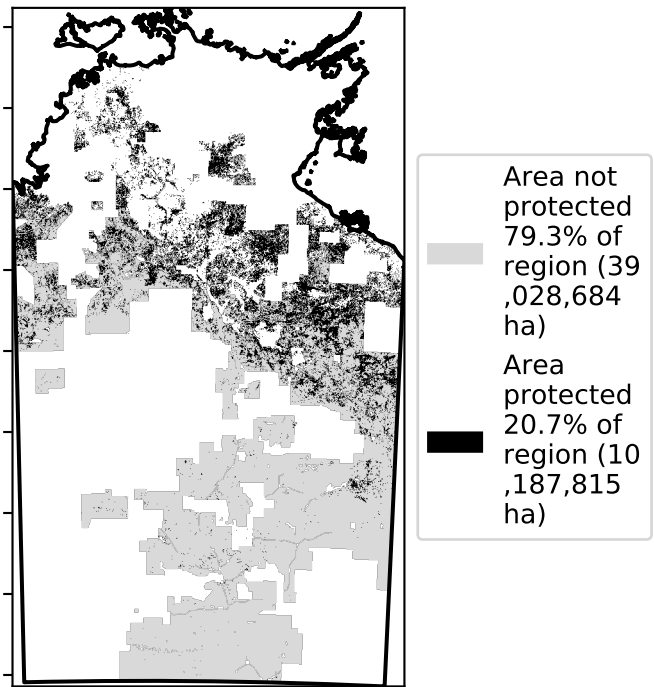 Area not
protected
79.3% of
region (39
,028,684
ha)
Area
protected
20.7% of
region (10
,187,815
ha)